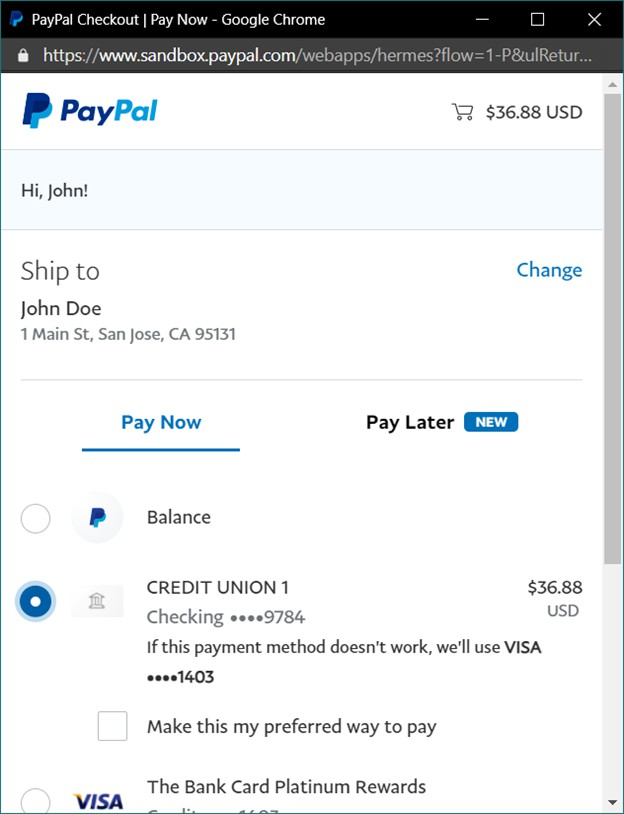 PayPal Checkout | Pay Now - Google Chrome
https://www.sandbox.paypal.com/webapps/hermes?flow=1-P&ulRetur...
PayPal
$36.88 USD
Hi, John!
Ship to
Change
John Doe
1 Main St, San Jose, CA 95131
Pay Now
Pay Later NEW
Balance
CREDIT UNION 1 $36.88
Checking ••••9784 USD
If this payment method doesn't work, we'll use VISA
••••1403
Make this my preferred way to pay
VISA The Bank Card Platinum Rewards